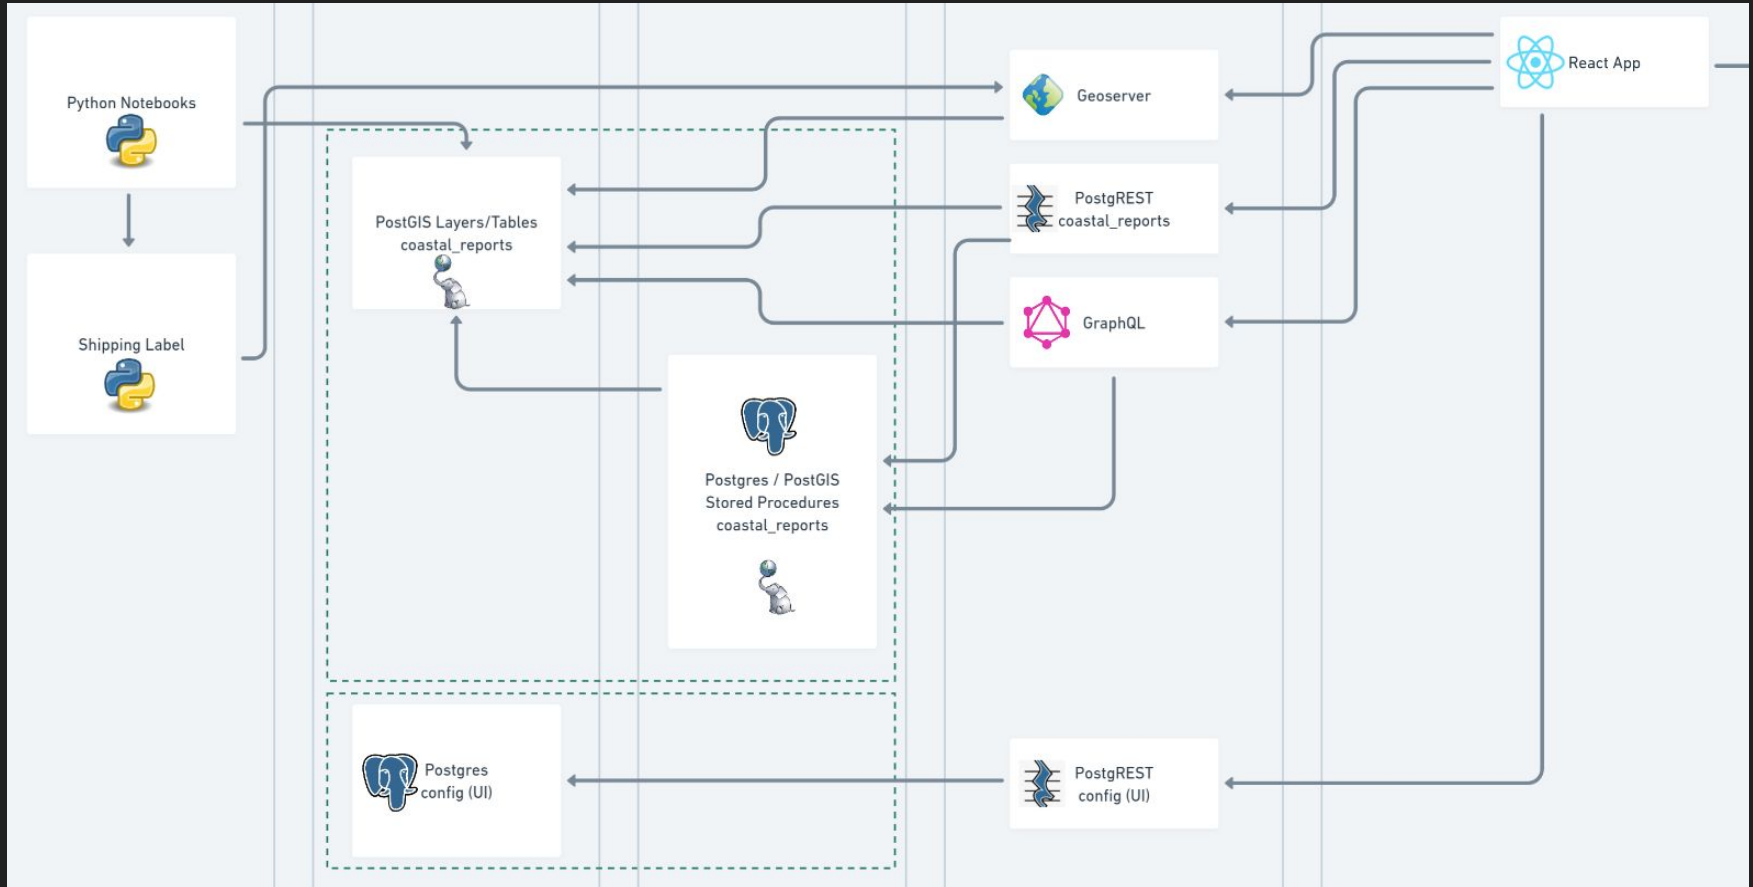 Python Notebooks
Shipping Label
PostGIS Layers/Tables
coastal_reports
Postgres / PostGIS
Stored Procedures
coastal_reports
Postgres
config (UI)
Geoserver
PostgREST
coastal_reports
GraphQL
PostgREST
config (UI)
React App